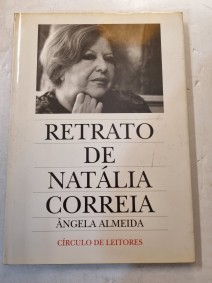 RETRATO
DE
NATÁLIA
CORREIA
ÂNGELA ALMEIDA
CÍRCULO DE LEITORES